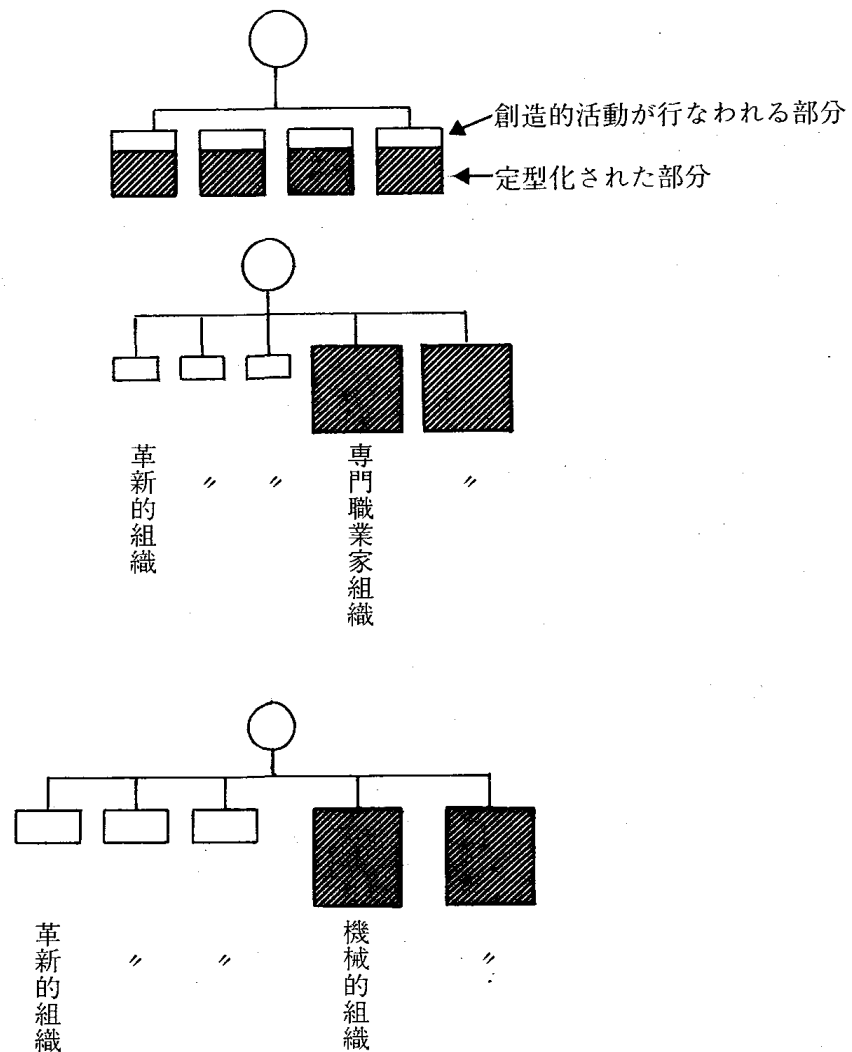 創造的活動が行なわれる部分
定型化された部分
革新的組織
〃
〃
専門職業家組織
〃
革新的組織
〃
〃
機械的組織
〃